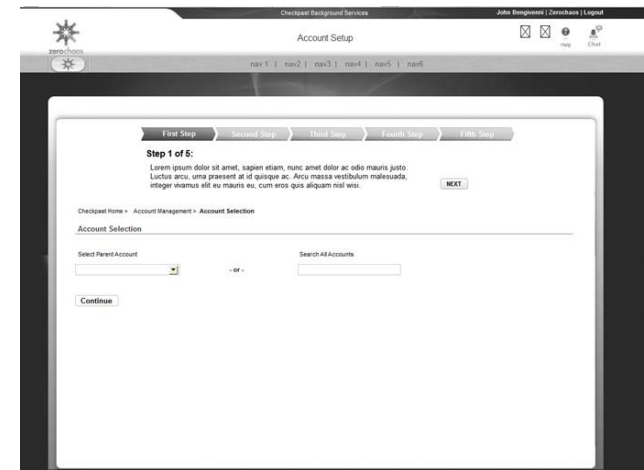 Checkpast Background Services
John Bengivenni | Zerochaos | Logout
Account Setup
Help
Chat
zerochaos
nav 1 | nav2 | nav3 | nav4 | nav5 | nav6
First Step
Second Step
Third Step
Fourth Step
Fifth Step
Step 1 of 5:
Lorem ipsum dolor sit amet, sapien etiam, nunc amet dolor ac odio mauris justo.
Luctus arcu, urna praesent at id quisque ac. Arcu massa vestibulum malesuada,
integer vivamus elit eu mauris eu, cum eros quis aliquam nisl wisi.
NEXT
Checkpast Home > Account Management > Account Selection
Account Selection
Select Parent Account
Search All Accounts
- or -
Continue